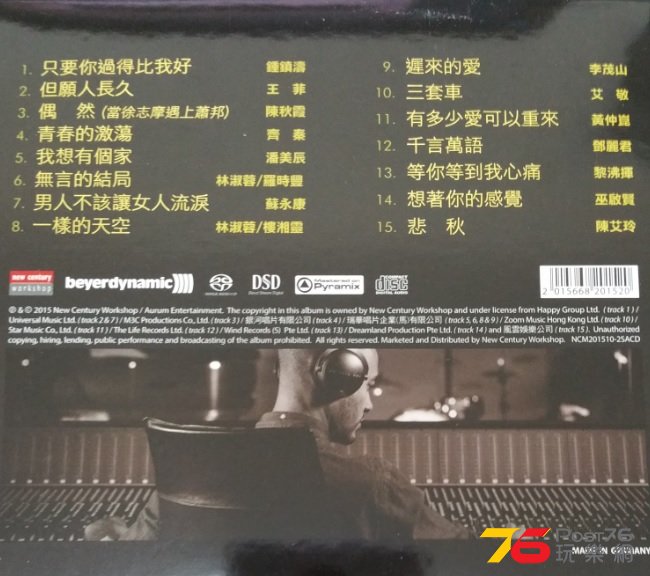 1. 只要你過得比我好 鍾鎮濤
2. 但願人長久 王 菲
3. 偶 然 (當徐志摩遇上蕭邦) 陳秋霞
4. 青春的激蕩 齊 秦
5. 我想有個家 潘美辰
6. 無言的結局 林淑蓉/羅時豐
7. 男人不該讓女人流淚 蘇永康
8. 一樣的天空 林淑蓉/樓湘靈
9. 遲來的愛 李茂山
10. 三套車 艾 敬
11. 有多少愛可以重來 黃仲崑
12. 千言萬語 鄧麗君
13. 等你等到我心痛 黎沸揮
14. 想著你的感覺 巫啟賢
15. 悲 秋 陳艾玲
new century workshop
beyerdynamic
DSD
Direct Stream Digital
Mastered on Pyramix
COMPACT disc DIGITAL AUDIO
2 015668 201520
℗ & © 2015 New Century Workshop / Aurum Entertainment. The copyright in this album is owned by New Century Workshop and under license from Happy Group Ltd. (track 1) /
Universal Music Ltd. (track 2 & 7) / M3C Productions Co., Ltd. (track 3) / 銀河唱片有限公司 (track 4) / 瑞華唱片企業(馬)有限公司 (track 5, 6, 8 & 9) / Zoom Music Hong Kong Ltd. (track 10) /
Star Music Co., Ltd. (track 11) / The Life Records Ltd. (track 12) / Wind Records (S) Pte Ltd. (track 13) / Dreamland Production Pte Ltd. (track 14) and 風雲娛樂公司 (track 15). Unauthorized
copying, hiring, lending, public performance and broadcasting of the album prohibited. All rights reserved. Marketed and Distributed by New Century Workshop. NCM201510-2SACD
76 Post76
玩樂網
MADE IN GERMANY